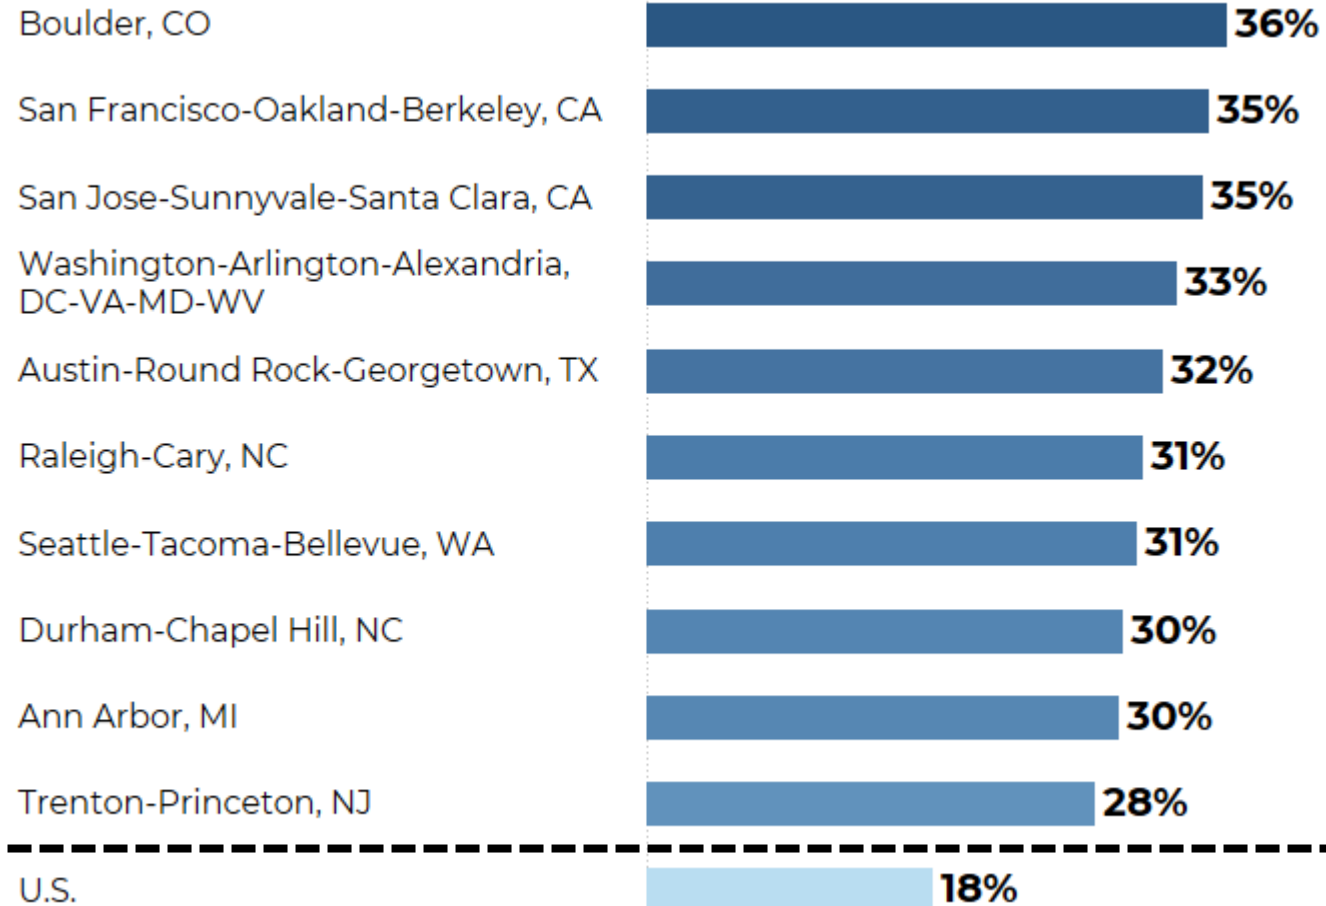 Boulder, CO 36%
San Francisco-Oakland-Berkeley, CA 35%
San Jose-Sunnyvale-Santa Clara, CA 35%
Washington-Arlington-Alexandria,
DC-VA-MD-WV 33%
Austin-Round Rock-Georgetown, TX 32%
Raleigh-Cary, NC 31%
Seattle-Tacoma-Bellevue, WA 31%
Durham-Chapel Hill, NC 30%
Ann Arbor, MI 30%
Trenton-Princeton, NJ 28%
U.S. 18%